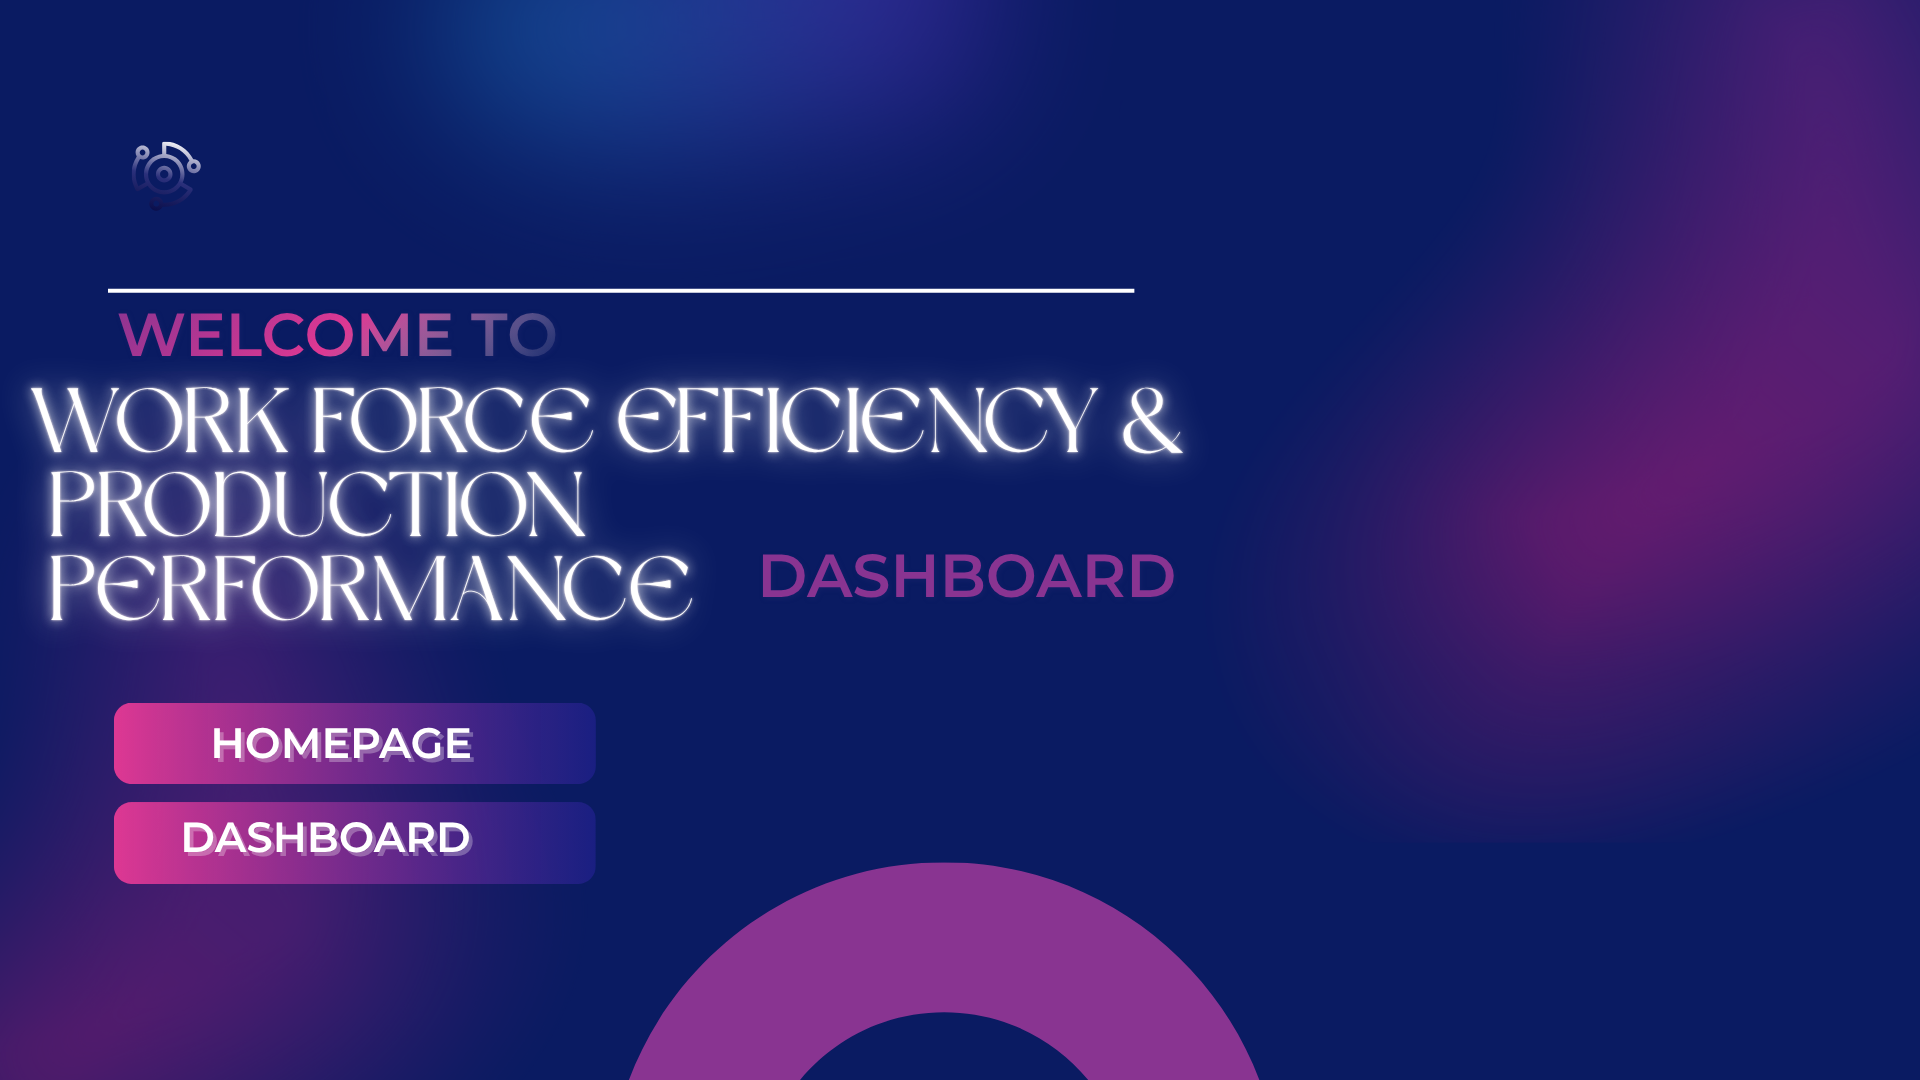 WELCOME TO
WORK FORCE EFFICIENCY &
PRODUCTION
PERFORMANCE DASHBOARD
HOMEPAGE
DASHBOARD